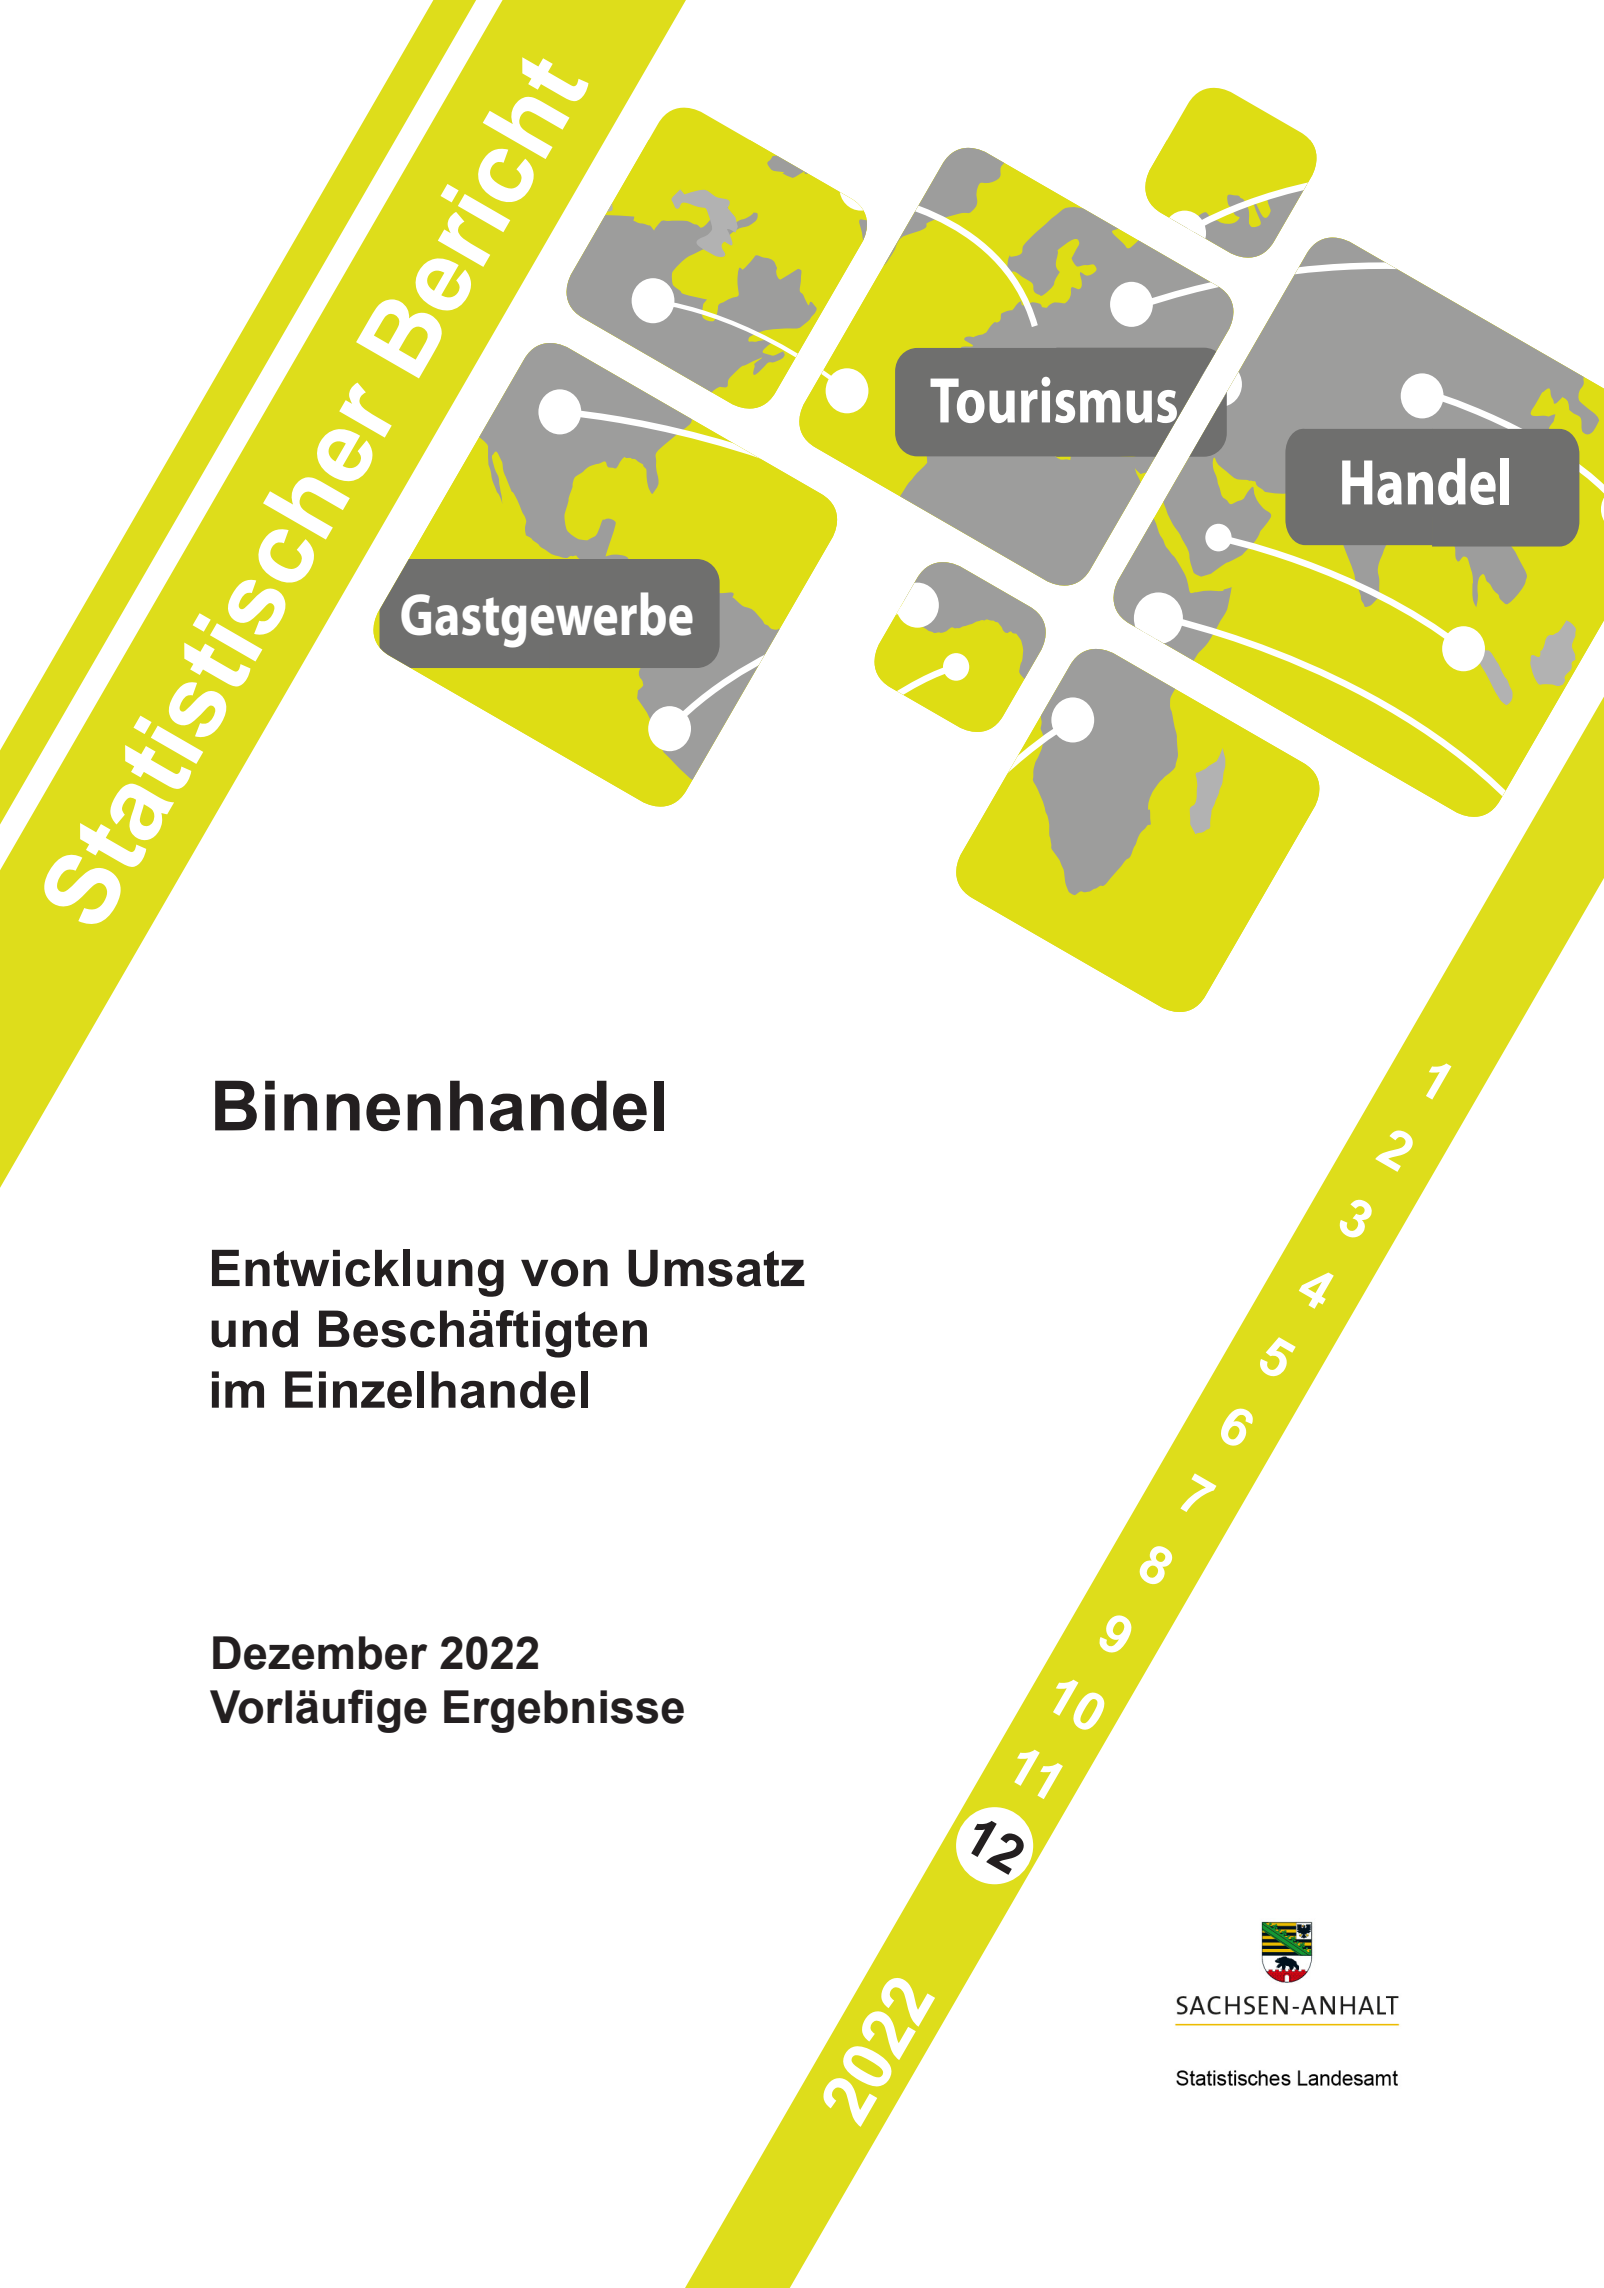 Statistischer Bericht
Tourismus
Handel
Gastgewerbe
Binnenhandel
Entwicklung von Umsatz
und Beschäftigten
im Einzelhandel
Dezember 2022
Vorläufige Ergebnisse
1
2
3
4
5
6
7
8
9
10
11
12
2022
SACHSEN-ANHALT
Statistisches Landesamt